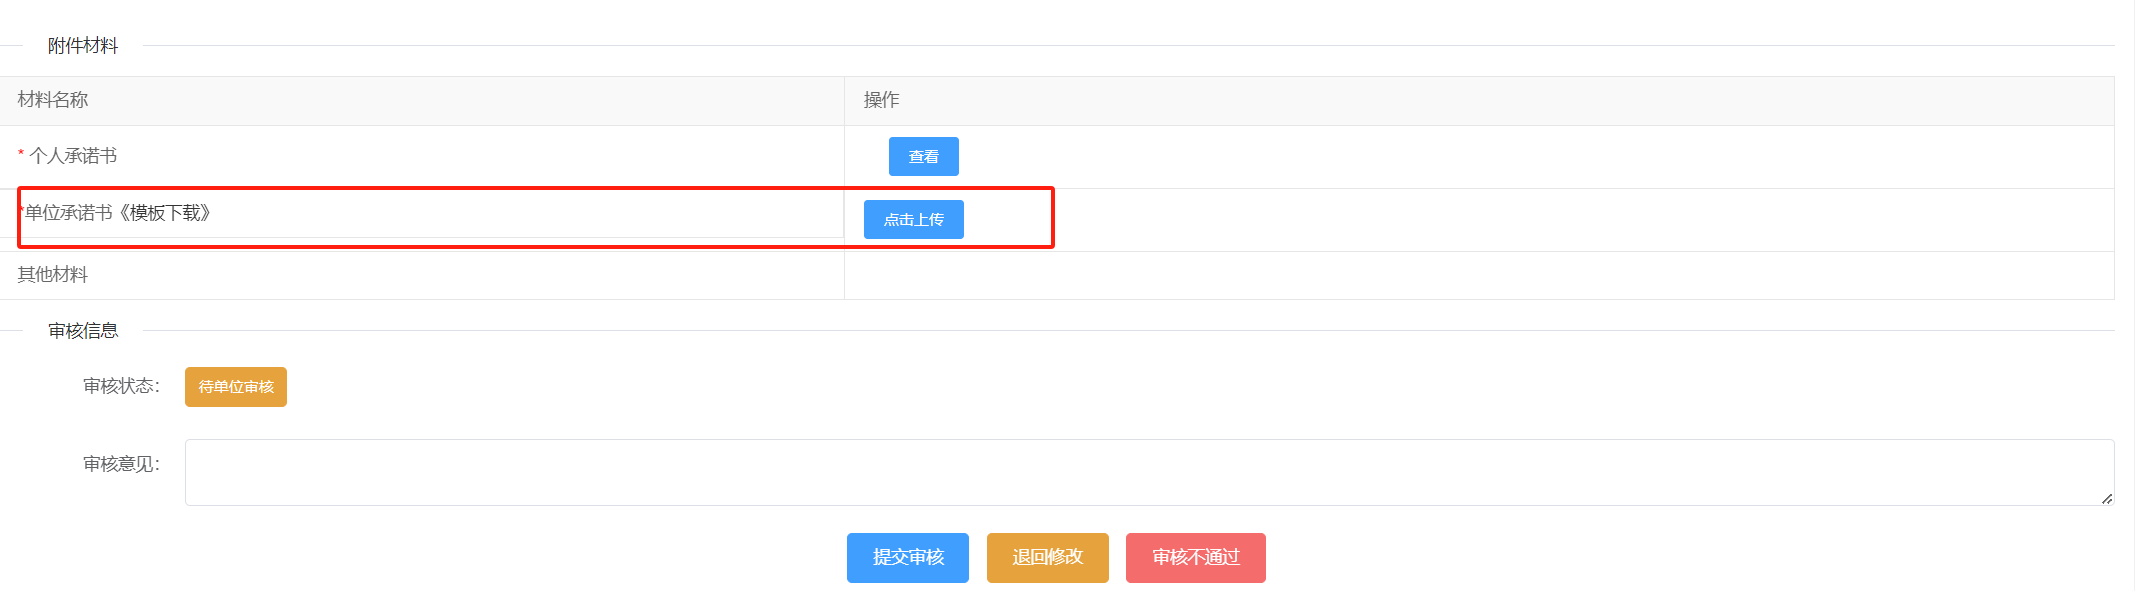 附件材料
材料名称 操作
* 个人承诺书 查看
*单位承诺书《模板下载》 点击上传
其他材料
审核信息
审核状态： 待单位审核
审核意见：
提交审核 退回修改 审核不通过